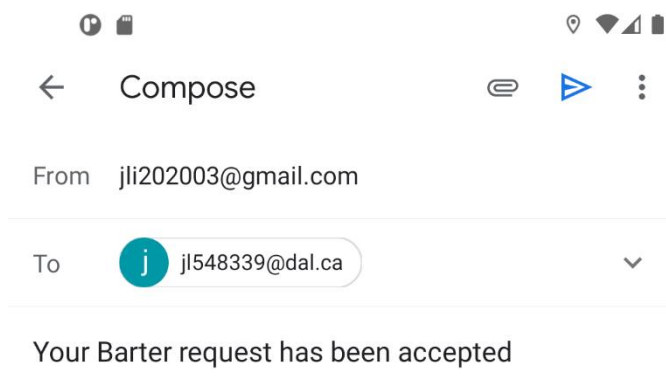 Compose
From jli202003@gmail.com
To j jl548339@dal.ca
Your Barter request has been accepted